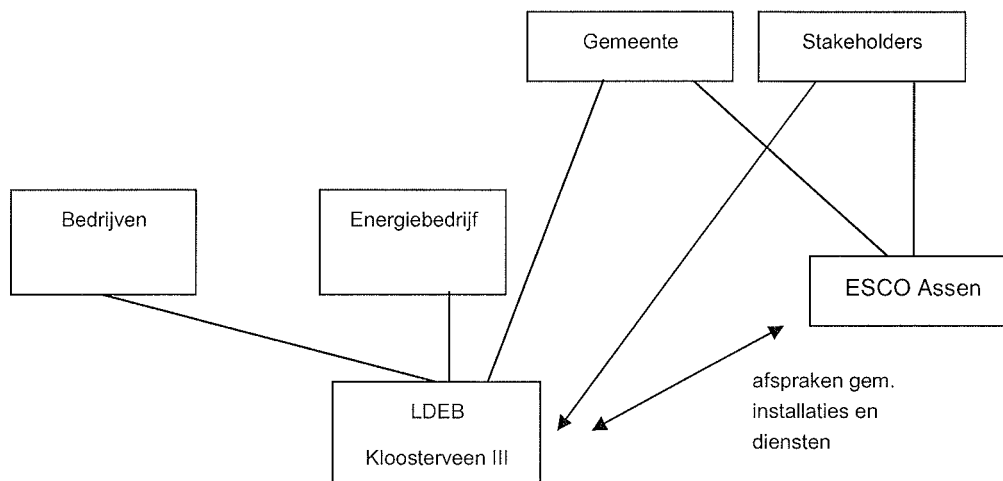 Gemeente
Stakeholders
Bedrijven
Energiebedrijf
ESCO Assen
afspraken gem.
installaties en
diensten
LDEB
Kloosterveen III